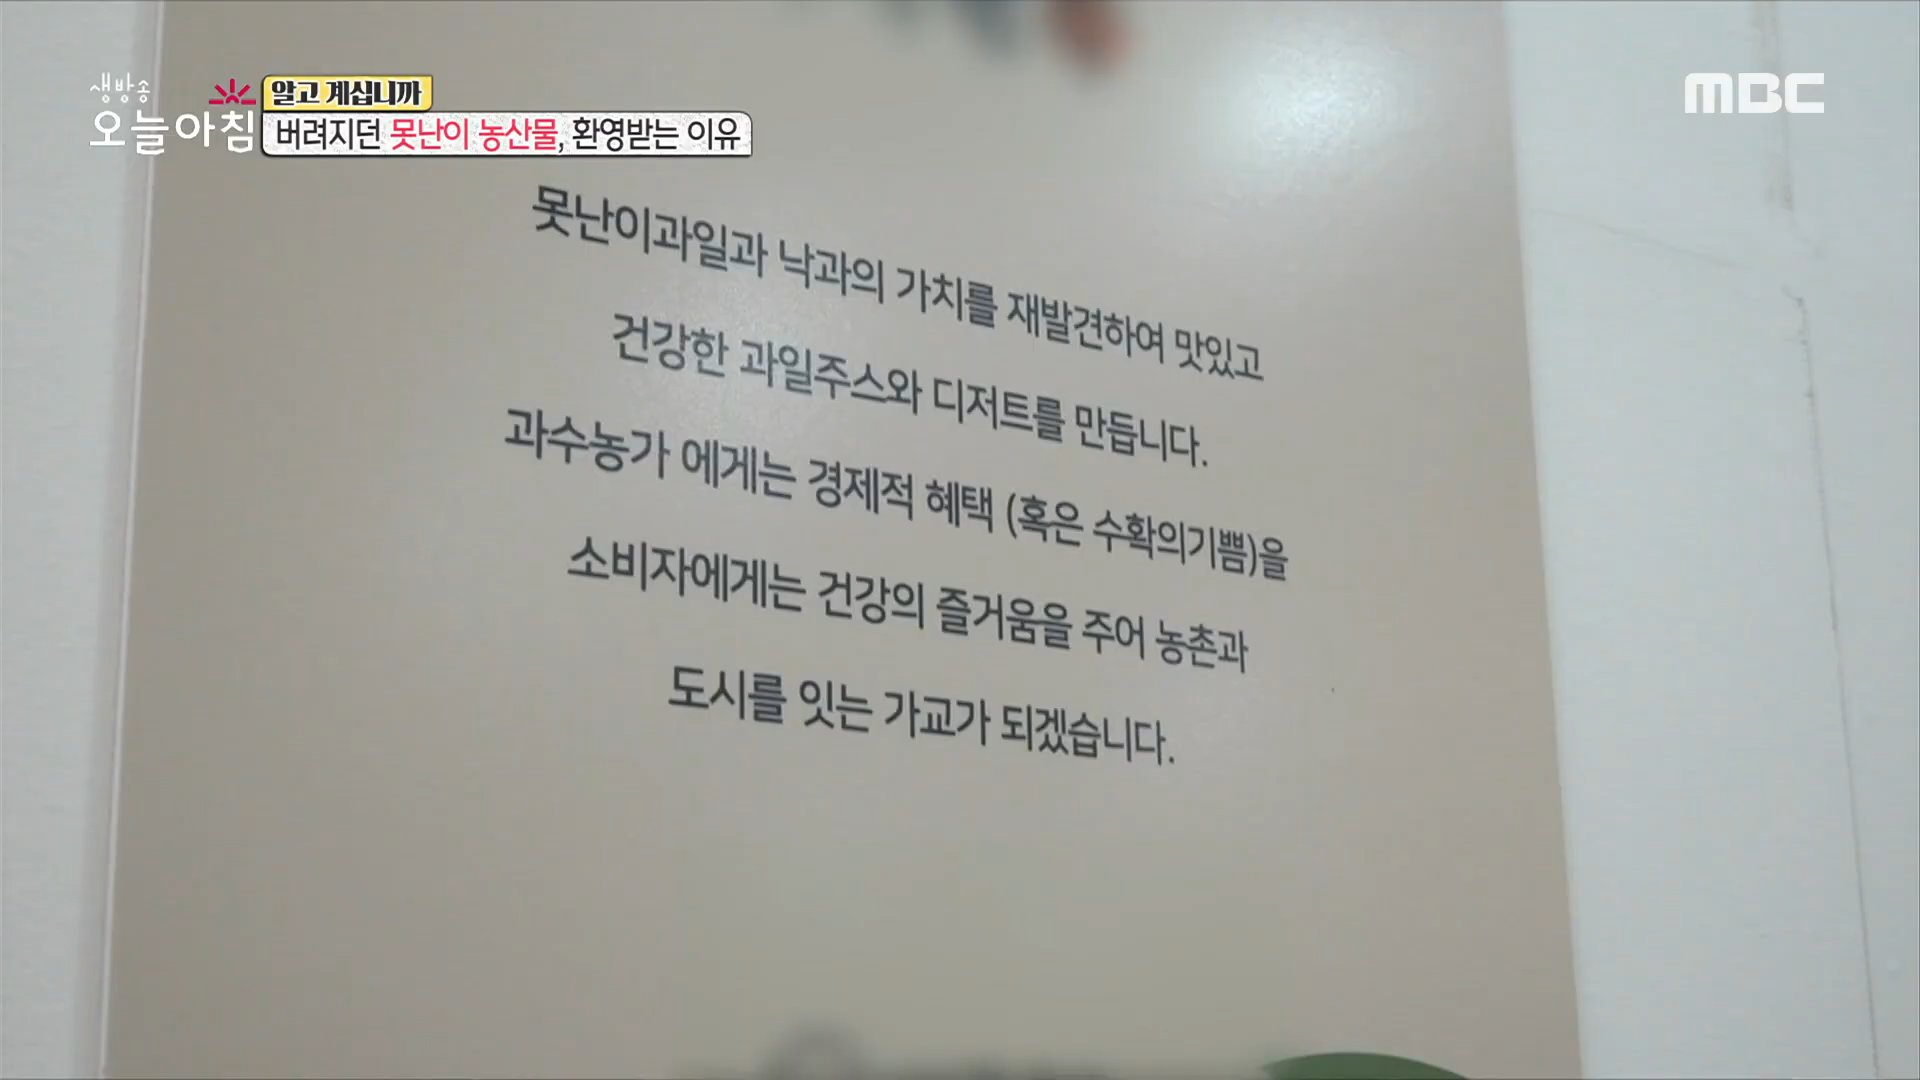 생방송
오늘아침
알고 계십니까
버려지던 못난이 농산물, 환영받는 이유
MBC
못난이과일과 낙과의 가치를 재발견하여 맛있고
건강한 과일주스와 디저트를 만듭니다.
과수농가 에게는 경제적 혜택 (혹은 수확의기쁨)을
소비자에게는 건강의 즐거움을 주어 농촌과
도시를 잇는 가교가 되겠습니다.